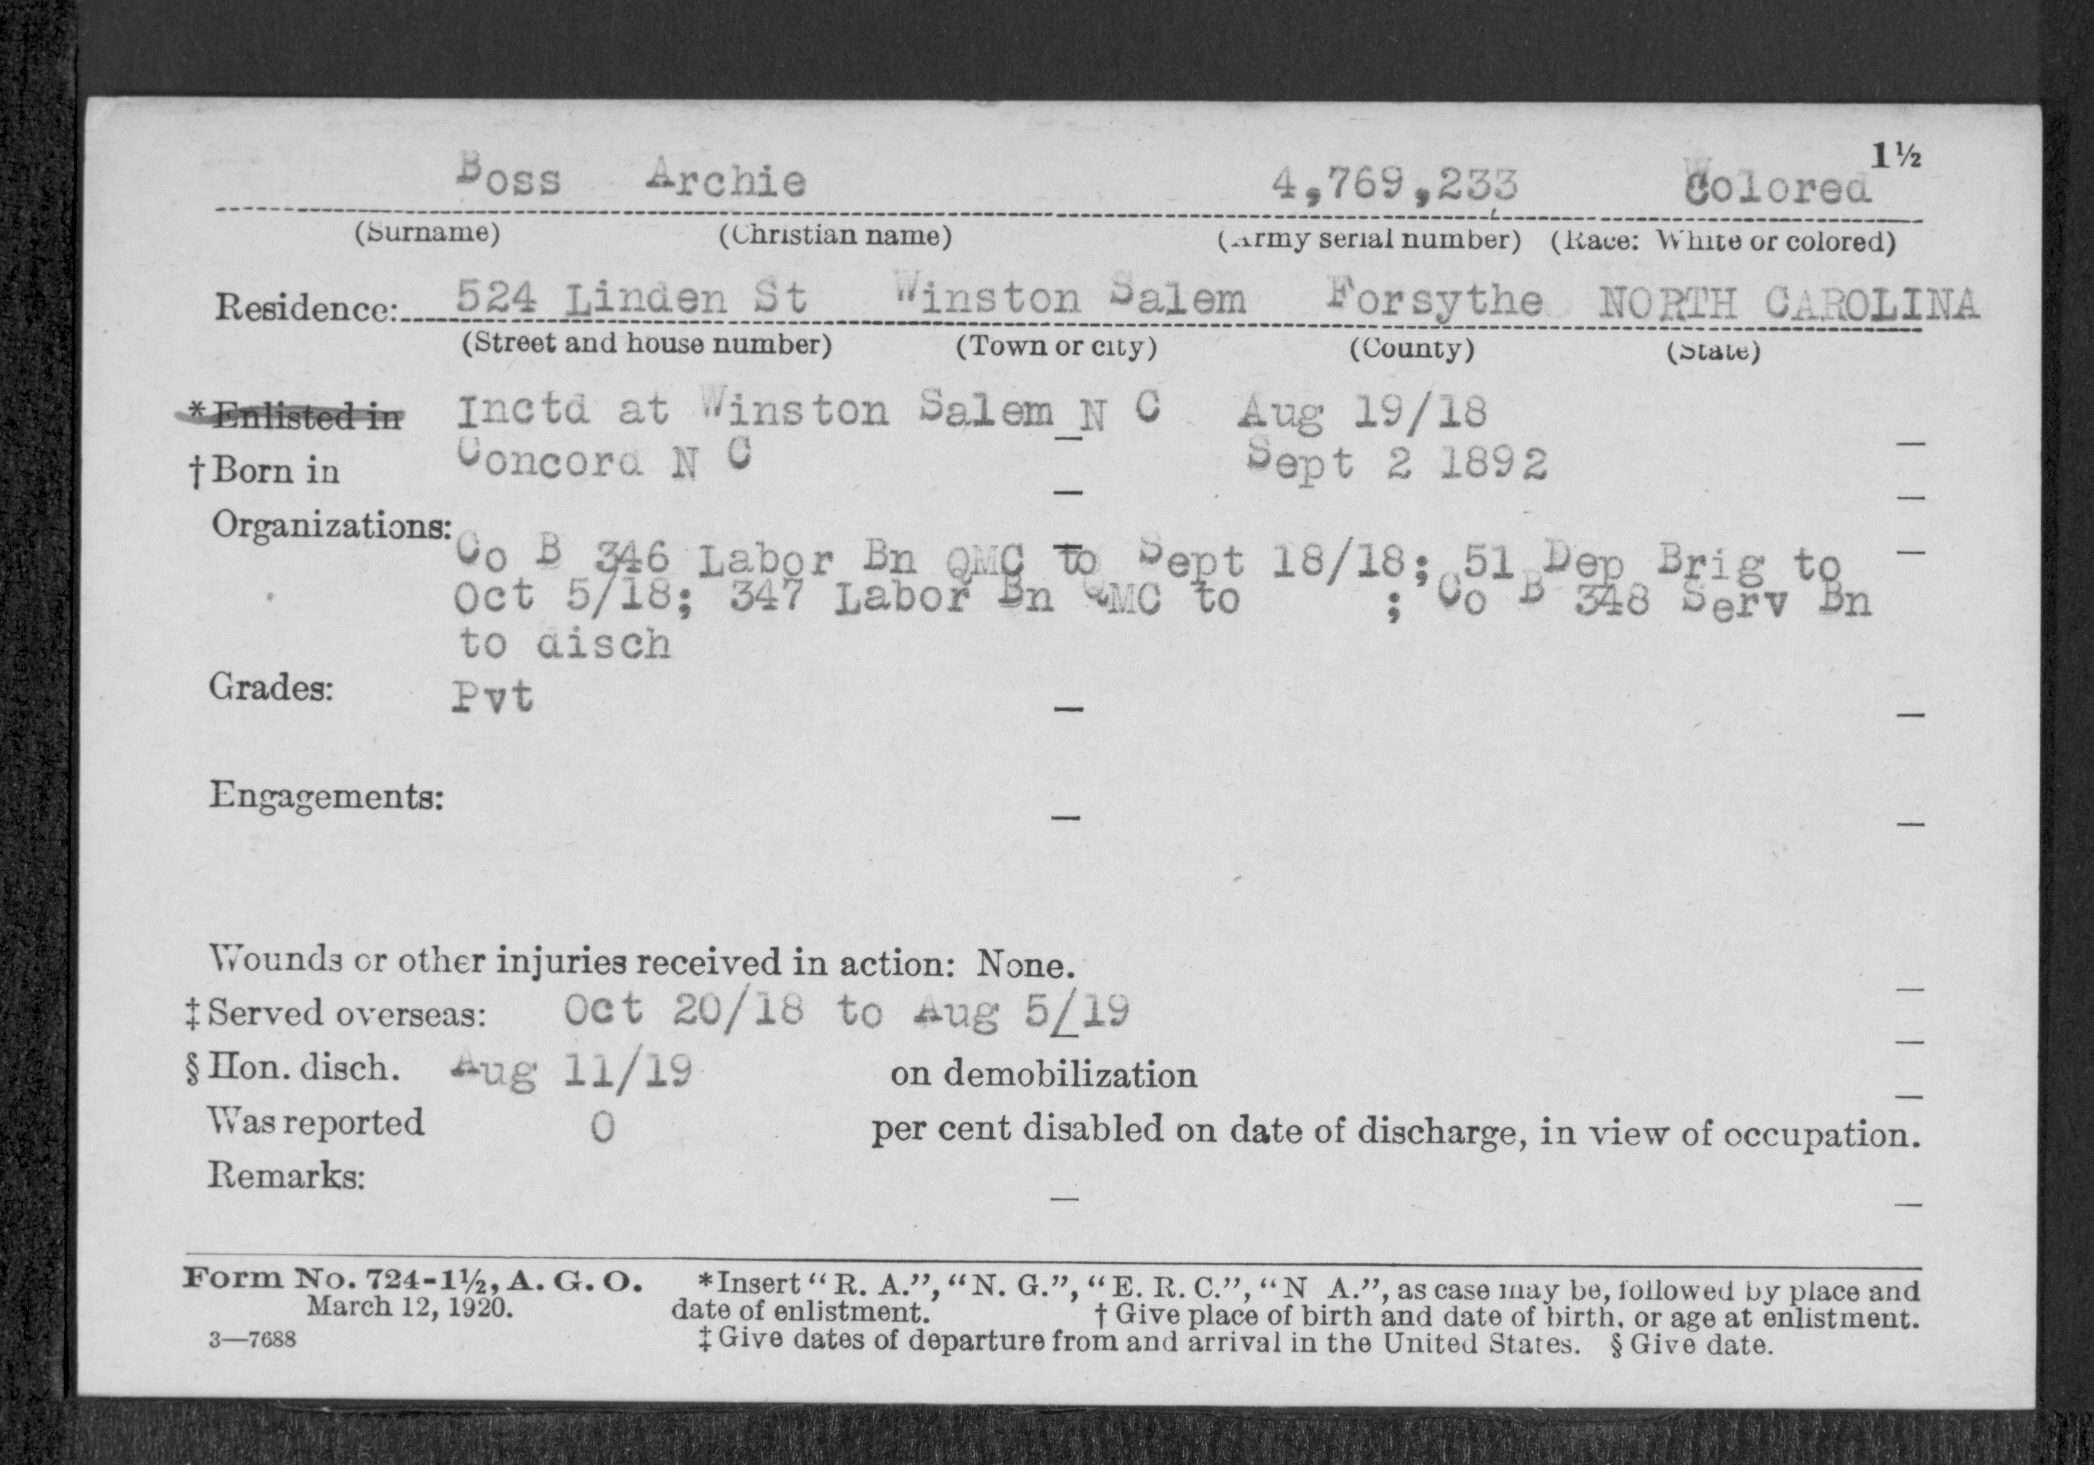 1½
Boss Archie 4,769,233 Colored
(Surname) (Christian name) (Army serial number) (Race: White or colored)
Residence: 524 Linden St Winston Salem Forsythe NORTH CAROLINA
(Street and house number) (Town or city) (County) (State)
*Enlisted in Inctd at Winston Salem N C Aug 19/18
†Born in Concord N C Sept 2 1892
Organizations: Co B 346 Labor Bn QMC to Sept 18/18; 51 Dep Brig to
Oct 5/18; 347 Labor Bn QMC to ; Co B 348 Serv Bn
to disch
Grades: Pvt
Engagements:
Wounds or other injuries received in action: None.
‡Served overseas: Oct 20/18 to Aug 5/19
§Hon. disch. Aug 11/19 on demobilization
Was reported 0 per cent disabled on date of discharge, in view of occupation.
Remarks:
Form No. 724-1½, A. G. O. *Insert "R. A.", "N. G.", "E. R. C.", "N A.", as case may be, followed by place and
March 12, 1920. date of enlistment. †Give place of birth and date of birth, or age at enlistment.
3—7688 ‡Give dates of departure from and arrival in the United States. §Give date.